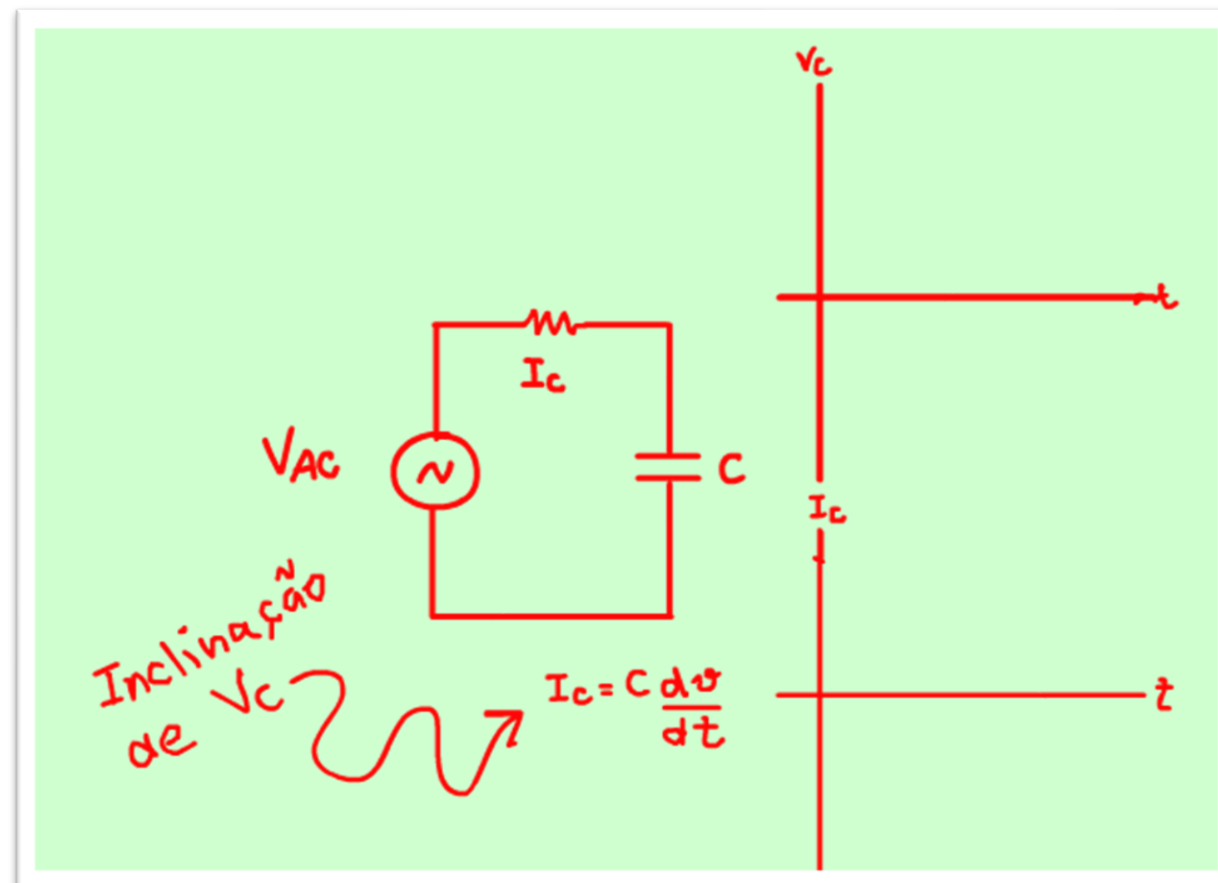 Vc
t
Ic
VAC
C
Ic
Inclinação
de Vc
Ic = C dv
dt
t